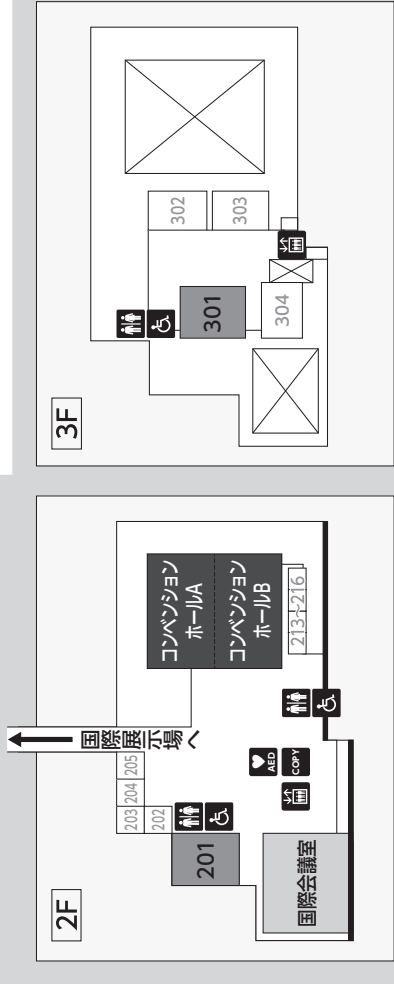 3F
302
303
301
304
2F
コンベンション
ホールA
コンベンション
ホールB
213~216
国際展示場へ
205
204
203
202
201
AED
COPY
国際会議室